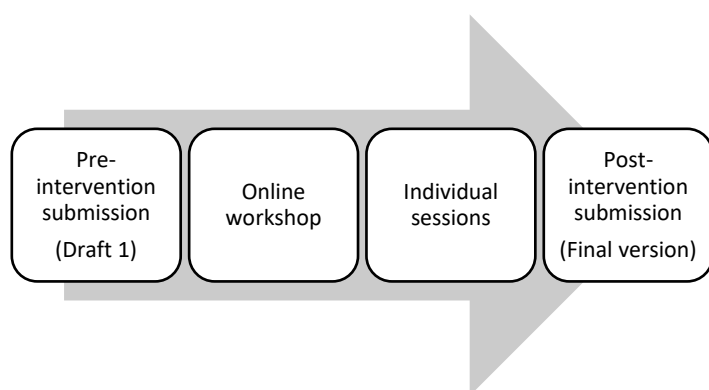 Pre-
intervention
submission
(Draft 1)
Online
workshop
Individual
sessions
Post-
intervention
submission
(Final version)